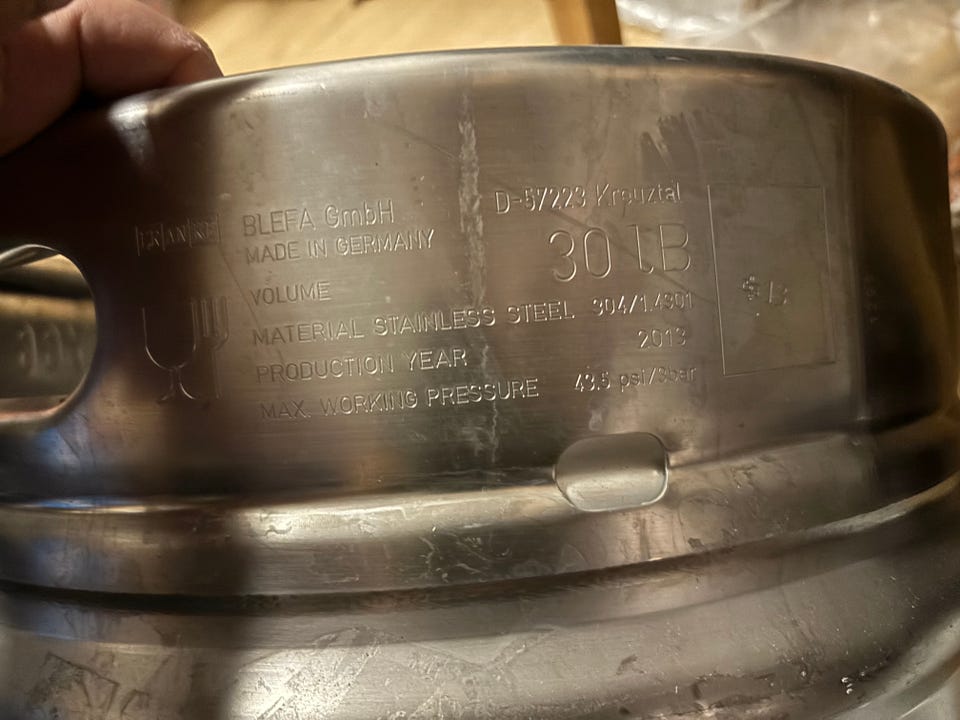 FRANKE BLEFA GmbH D-57223 Kreuztal
MADE IN GERMANY
VOLUME 30 lB
MATERIAL STAINLESS STEEL 304/1.4301
PRODUCTION YEAR 2013
MAX. WORKING PRESSURE 43.5 psi/3bar